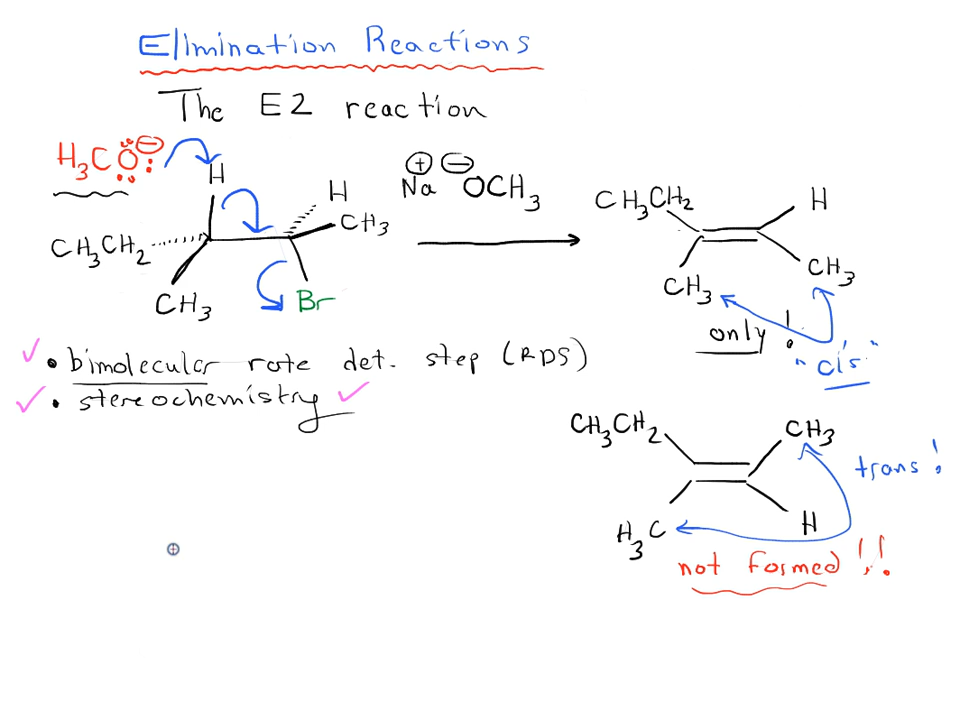 Elimination Reactions
The E2 reaction
H3CO:⊖
H
H
CH3
CH3CH2
CH3
Br
⊕ ⊖
Na OCH3
CH3CH2
H
CH3
CH3
only!
"cis"
• bimolecular rate det. step (RDS)
• stereochemistry
CH3CH2
CH3
trans!
H3C
H
not formed!!